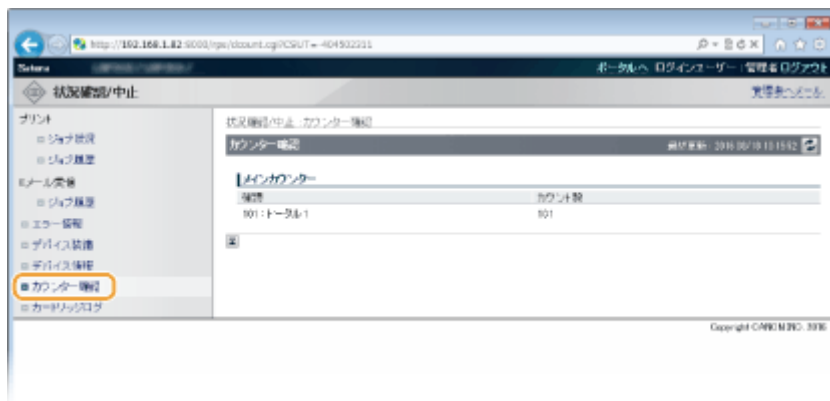 http://192.168.1.82:8000/rps/dcount.cgi?CSUT=-404502331
Satera
ポータルへ ログインユーザー: 管理者 ログアウト
状況確認/中止
管理者へメール
プリント
ジョブ状況
ジョブ履歴
Eメール受信
ジョブ履歴
エラー情報
デバイス装備
デバイス情報
カウンター確認
カートリッジログ
状況確認/中止 : カウンター確認
カウンター確認
最終更新 :
メインカウンター
種類
カウント数
101 : トータル 1
101
Copyright CANON INC. 2016